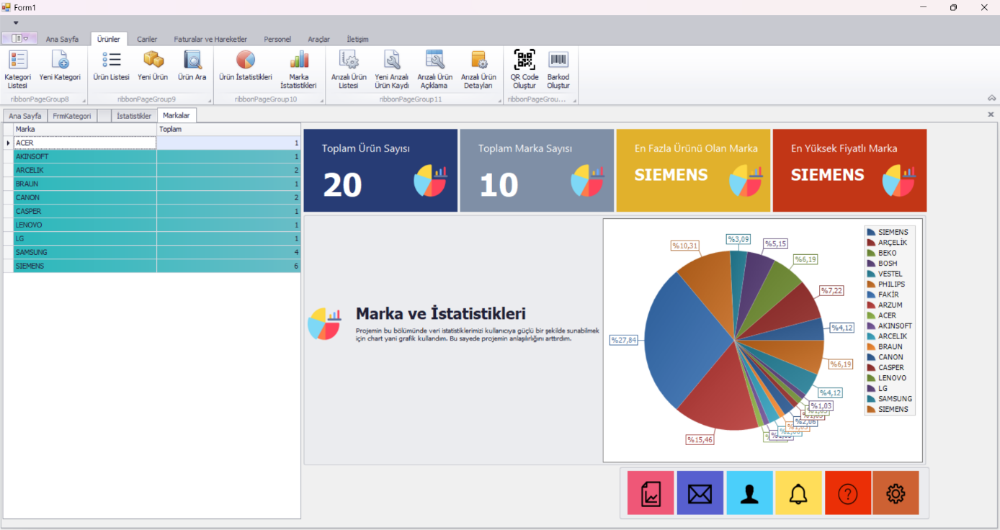 Form1
Ana Sayfa Ürünler Cariler Faturalar ve Hareketler Personel Araçlar İletişim
Kategori Listesi
Yeni Kategori
Ürün Listesi
Yeni Ürün
Ürün Ara
Ürün İstatistikleri
Marka İstatistikleri
Arızalı Ürün Listesi
Yeni Arızalı Ürün Kaydı
Arızalı Ürün Açıklama
Arızalı Ürün Detayları
QR Code Oluştur
Barkod Oluştur
ribbonPageGroup8 ribbonPageGroup9 ribbonPageGroup10 ribbonPageGroup11 ribbonPageGrou...
Ana Sayfa FrmKategori İstatistikler Markalar
Marka Toplam
ACER 1
AKINSOFT 1
ARCELIK 2
BRAUN 1
CANON 2
CASPER 1
LENOVO 1
LG 1
SAMSUNG 4
SIEMENS 6
Toplam Ürün Sayısı
20
Toplam Marka Sayısı
10
En Fazla Ürünü Olan Marka
SIEMENS
En Yüksek Fiyatlı Marka
SIEMENS
Marka ve İstatistikleri
Projemin bu bölümünde veri istatistiklerimizi kullanıcıya güçlü bir şekilde sunabilmek
için chart yani grafik kullandım. Bu sayede projemin anlaşılırlığını arttırdım.
%3,09
%5,15
%10,31
%6,19
%7,22
%4,12
%27,84
%6,19
%4,12
%1,03
%2,06
%15,46
SIEMENS
ARÇELİK
BEKO
BOSH
VESTEL
PHILIPS
FAKİR
ARZUM
ACER
AKINSOFT
ARCELIK
BRAUN
CANON
CASPER
LENOVO
LG
SAMSUNG
SIEMENS